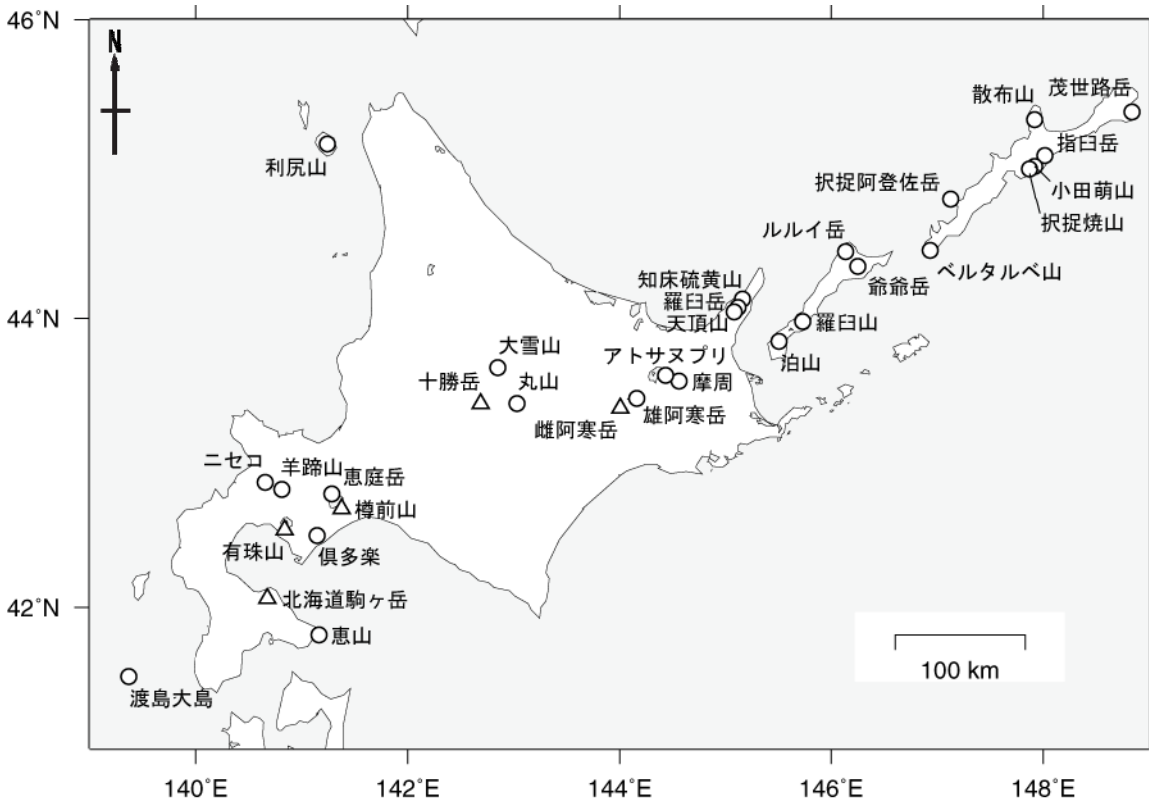 46°N
N
散布山
茂世路岳
指臼岳
利尻山
択捉阿登佐岳
小田萌山
択捉焼山
ルルイ岳
ベルタルベ山
知床硫黄山
爺爺岳
羅臼岳
44°N
天頂山
羅臼山
大雪山
アトサヌプリ
泊山
十勝岳
丸山
摩周
雌阿寒岳
雄阿寒岳
ニセコ
羊蹄山
恵庭岳
樽前山
有珠山
倶多楽
42°N
北海道駒ヶ岳
恵山
100 km
渡島大島
140°E
142°E
144°E
146°E
148°E